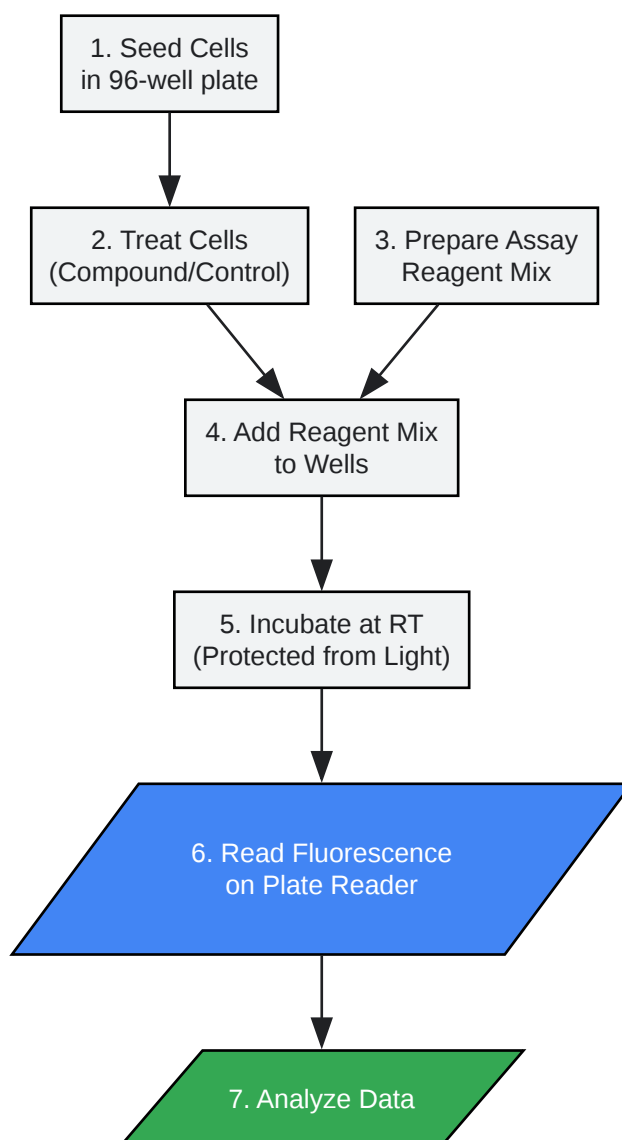 1. Seed Cells
in 96-well plate
2. Treat Cells
(Compound/Control)
3. Prepare Assay
Reagent Mix
4. Add Reagent Mix
to Wells
5. Incubate at RT
(Protected from Light)
6. Read Fluorescence
on Plate Reader
7. Analyze Data